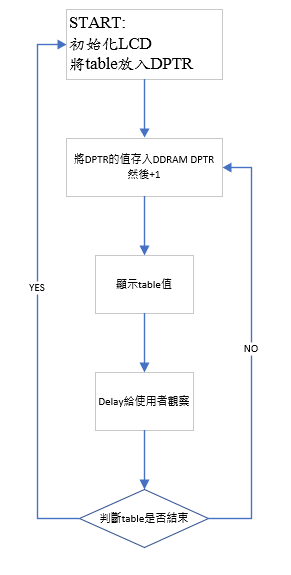 START:
初始化LCD
將table放入DPTR
將DPTR的值存入DDRAM DPTR
然後+1
顯示table值
Delay給使用者觀察
判斷table是否結束
YES
NO